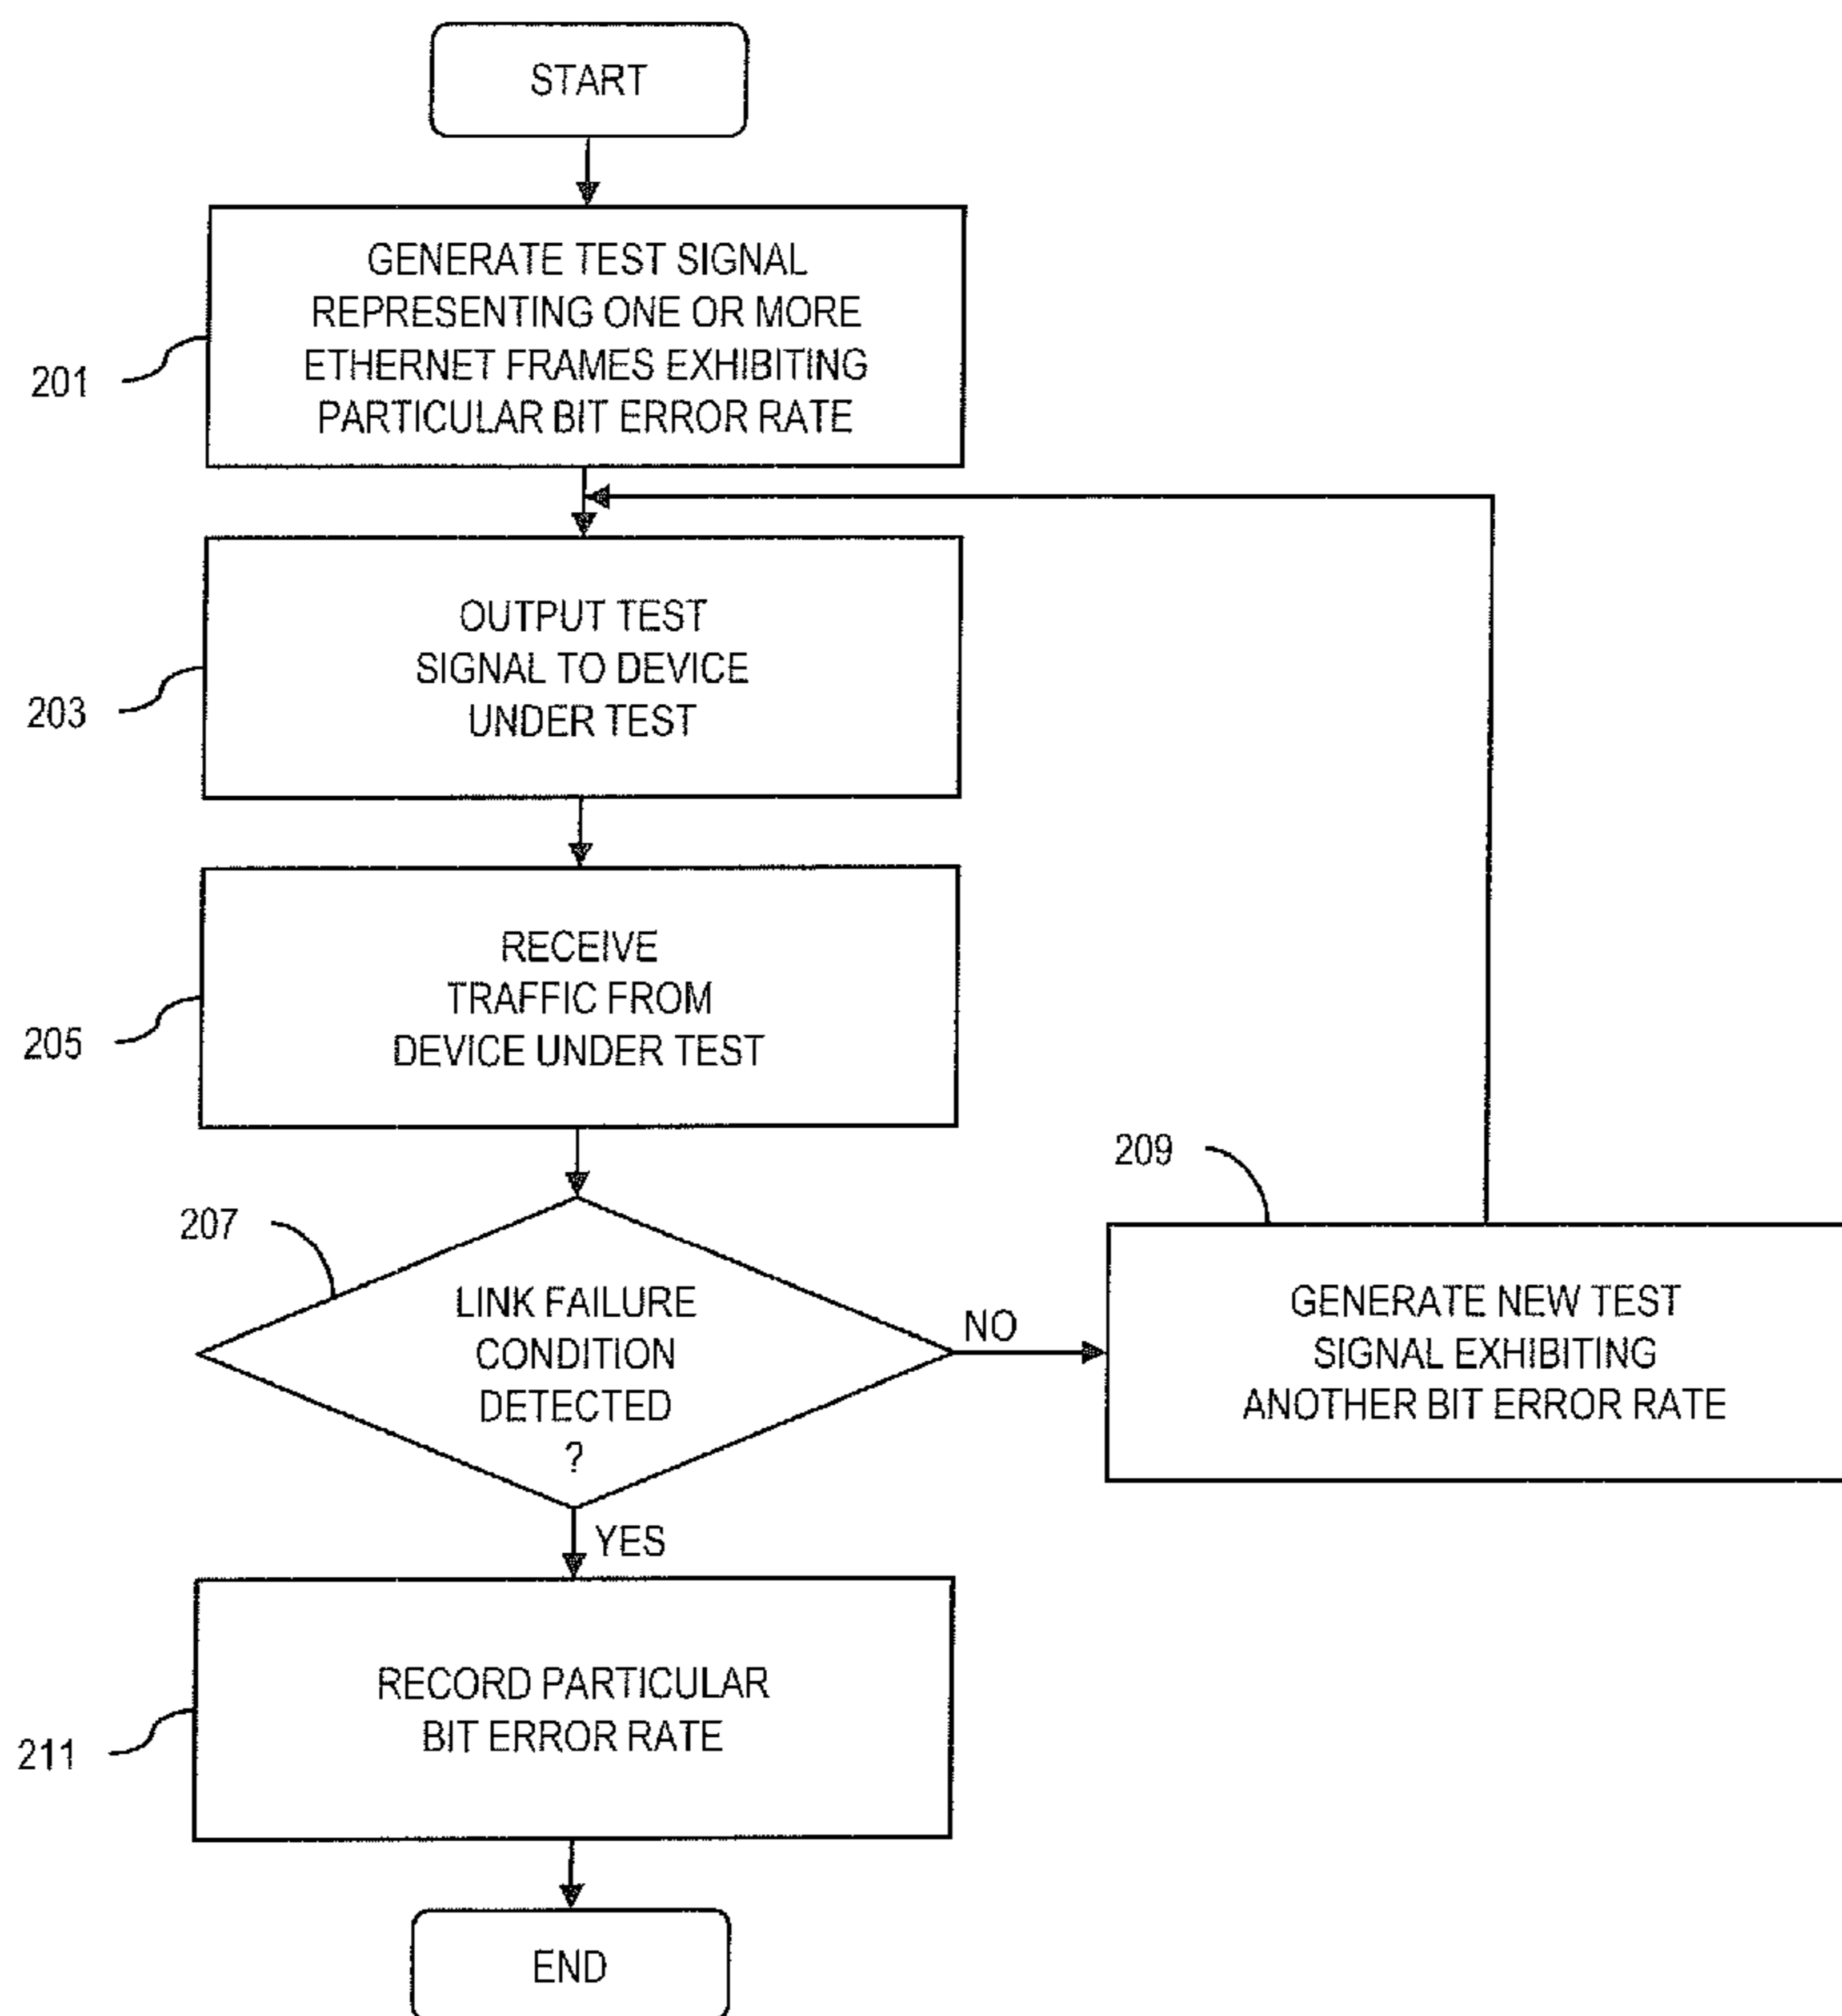 START
GENERATE TEST SIGNAL
REPRESENTING ONE OR MORE
ETHERNET FRAMES EXHIBITING
PARTICULAR BIT ERROR RATE
201
OUTPUT TEST
SIGNAL TO DEVICE
UNDER TEST
203
RECEIVE
TRAFFIC FROM
DEVICE UNDER TEST
205
207
LINK FAILURE
CONDITION
DETECTED
?
NO
209
GENERATE NEW TEST
SIGNAL EXHIBITING
ANOTHER BIT ERROR RATE
YES
RECORD PARTICULAR
BIT ERROR RATE
211
END